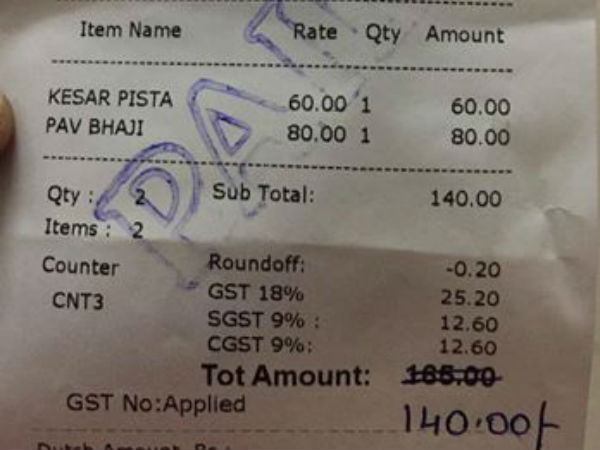 Item Name Rate Qty Amount
KESAR PISTA 60.00 1 60.00
PAV BHAJI 80.00 1 80.00
Qty : 2 Sub Total: 140.00
Items : 2
Counter Roundoff: -0.20
CNT3 GST 18% 25.20
SGST 9% : 12.60
CGST 9%: 12.60
Tot Amount: 165.00
GST No:Applied 140.00/-
PAID